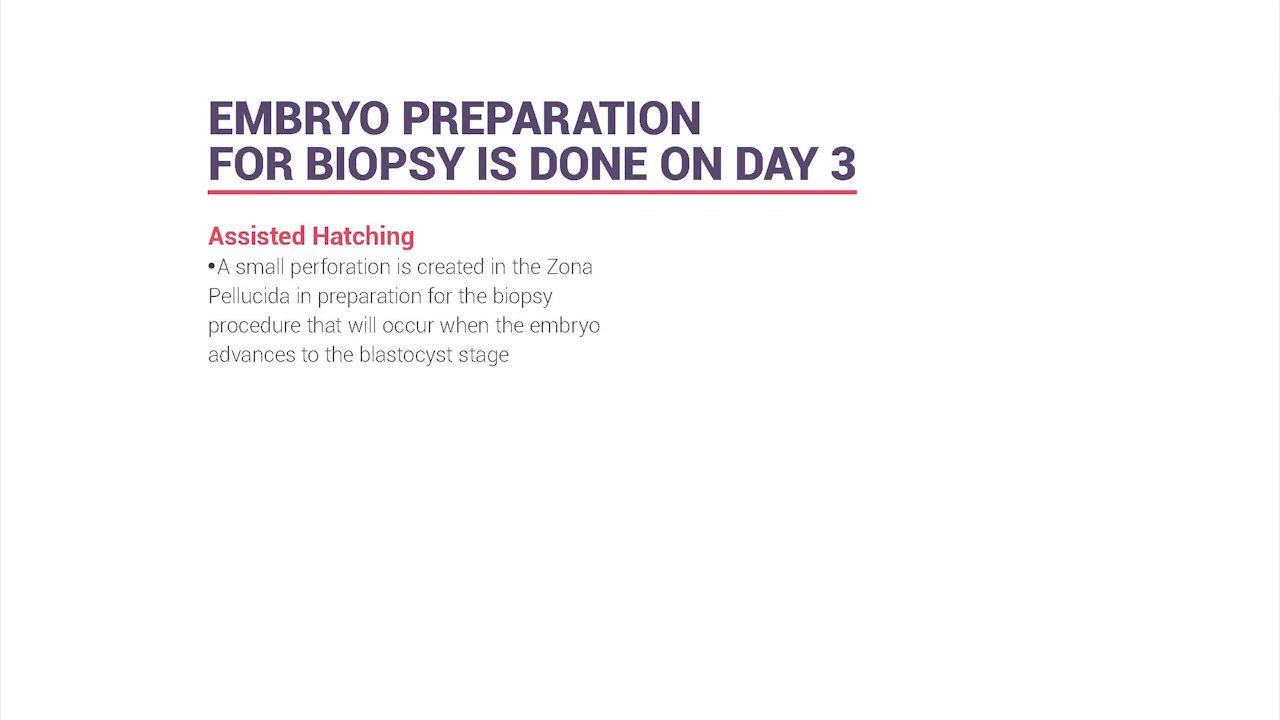 EMBRYO PREPARATION
FOR BIOPSY IS DONE ON DAY 3
Assisted Hatching
•A small perforation is created in the Zona
Pellucida in preparation for the biopsy
procedure that will occur when the embryo
advances to the blastocyst stage